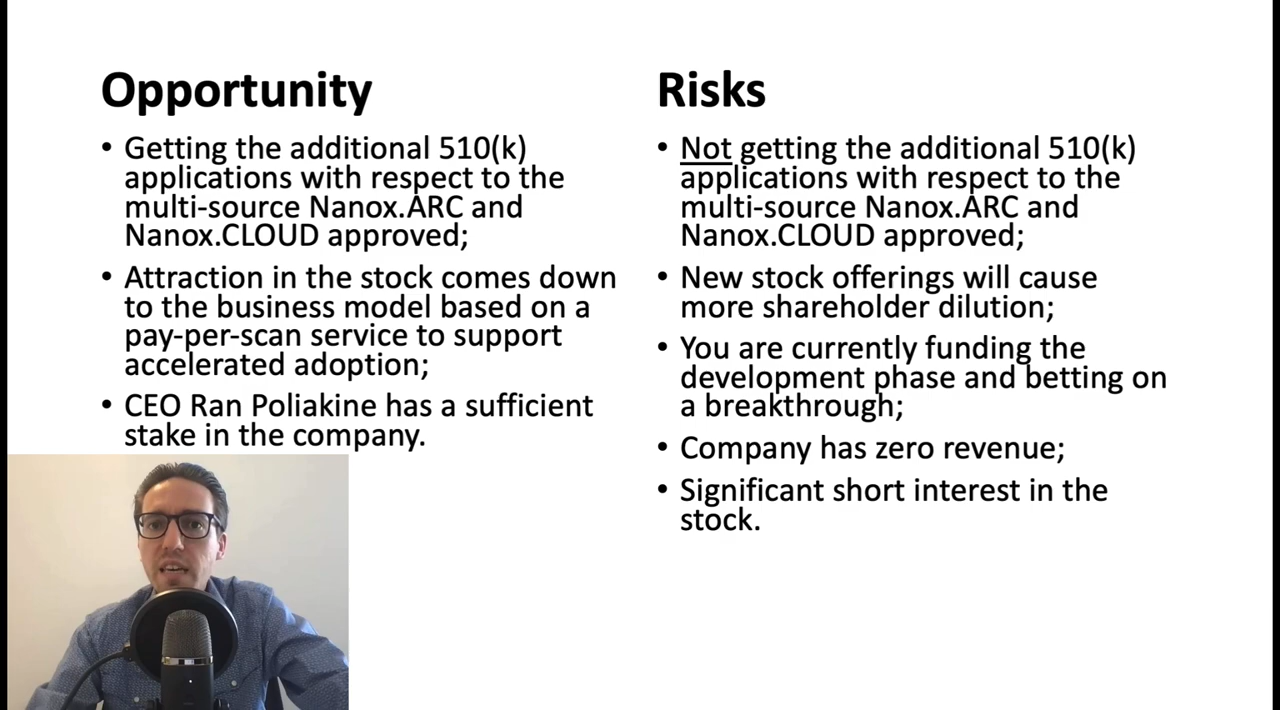 Opportunity
• Getting the additional 510(k)
applications with respect to the
multi-source Nanox.ARC and
Nanox.CLOUD approved;
• Attraction in the stock comes down
to the business model based on a
pay-per-scan service to support
accelerated adoption;
• CEO Ran Poliakine has a sufficient
stake in the company.
Risks
• Not getting the additional 510(k)
applications with respect to the
multi-source Nanox.ARC and
Nanox.CLOUD approved;
• New stock offerings will cause
more shareholder dilution;
• You are currently funding the
development phase and betting on
a breakthrough;
• Company has zero revenue;
• Significant short interest in the
stock.